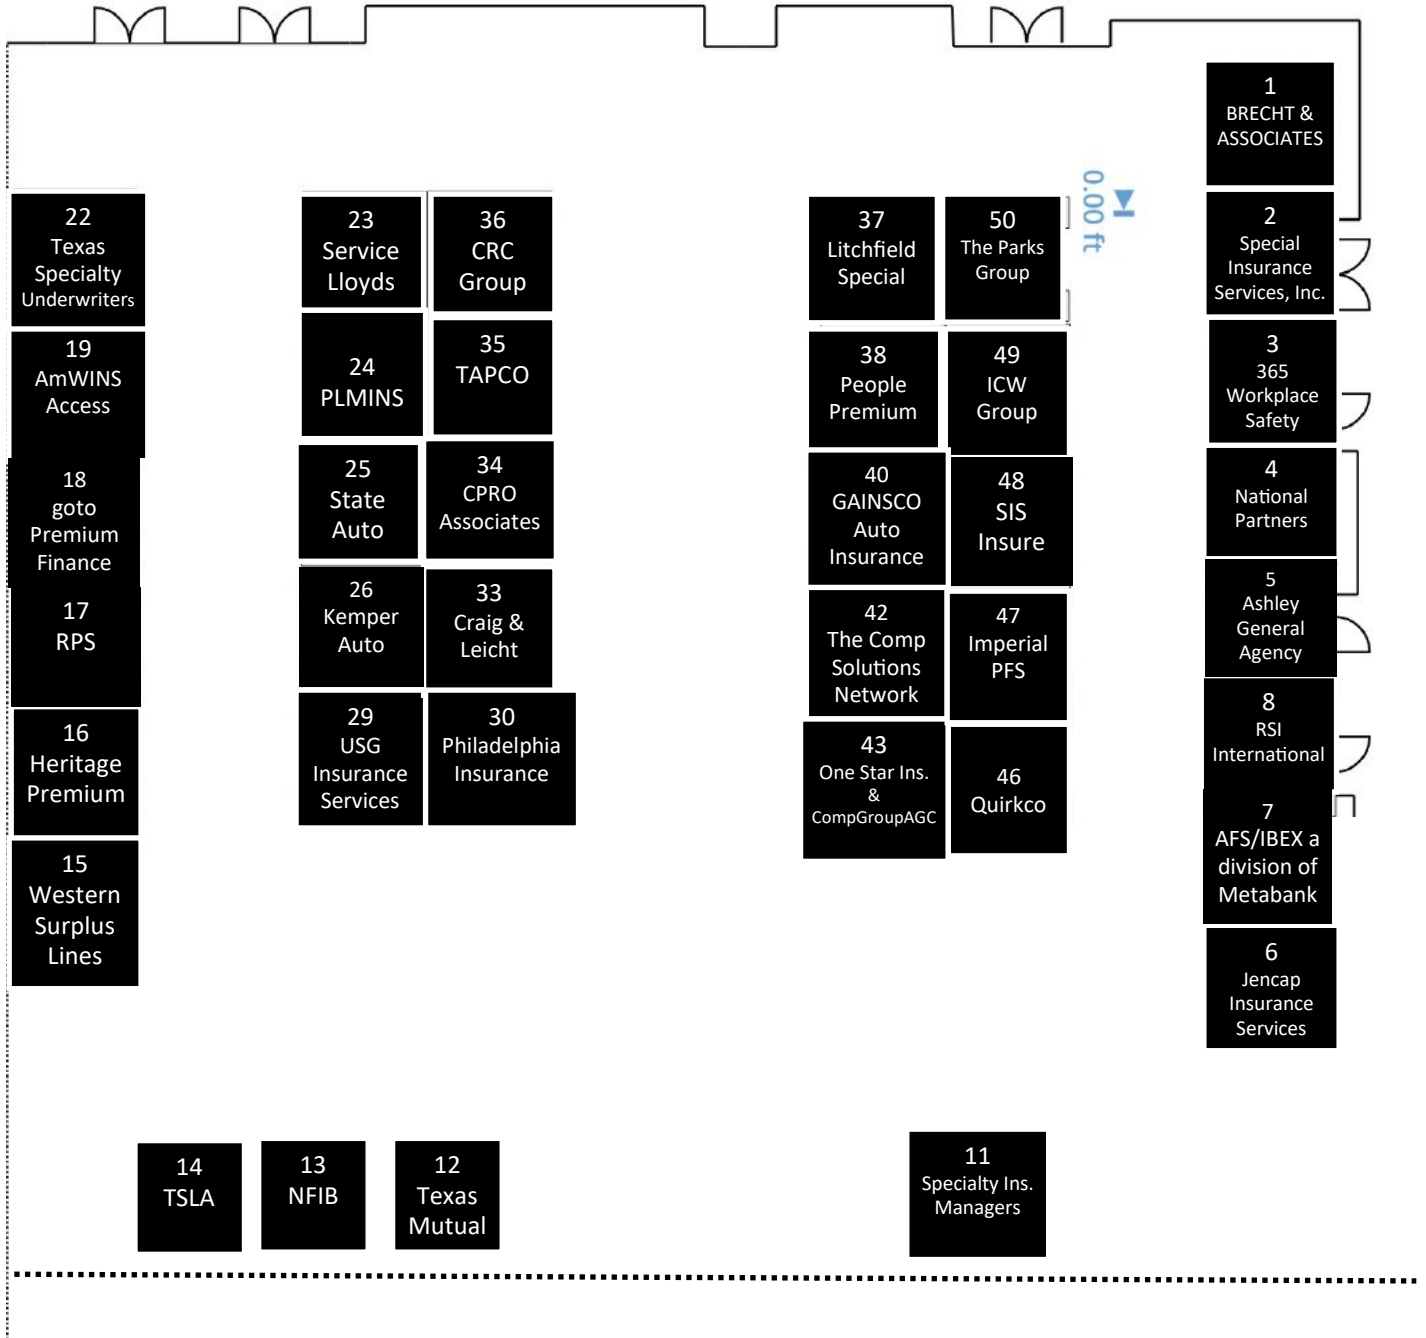 1
BRECHT &
ASSOCIATES
0.00 ft
22
Texas
Specialty
Underwriters
23
Service
Lloyds
36
CRC
Group
37
Litchfield
Special
50
The Parks
Group
2
Special
Insurance
Services, Inc.
19
AmWINS
Access
24
PLMINS
35
TAPCO
38
People
Premium
49
ICW
Group
3
365
Workplace
Safety
18
goto
Premium
Finance
25
State
Auto
34
CPRO
Associates
40
GAINSCO
Auto
Insurance
48
SIS
Insure
4
National
Partners
17
RPS
26
Kemper
Auto
33
Craig &
Leicht
42
The Comp
Solutions
Network
47
Imperial
PFS
5
Ashley
General
Agency
16
Heritage
Premium
29
USG
Insurance
Services
30
Philadelphia
Insurance
43
One Star Ins.
&
CompGroupAGC
46
Quirkco
8
RSI
International
7
AFS/IBEX a
division of
Metabank
15
Western
Surplus
Lines
6
Jencap
Insurance
Services
14
TSLA
13
NFIB
12
Texas
Mutual
11
Specialty Ins.
Managers